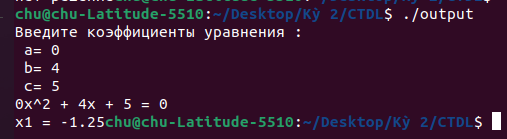 chu@chu-Latitude-5510:~/Desktop/Kỳ 2/CTDL$ ./output
Введите коэффициенты уравнения :
a= 0
b= 4
c= 5
0x^2 + 4x + 5 = 0
x1 = -1.25chu@chu-Latitude-5510:~/Desktop/Kỳ 2/CTDL$